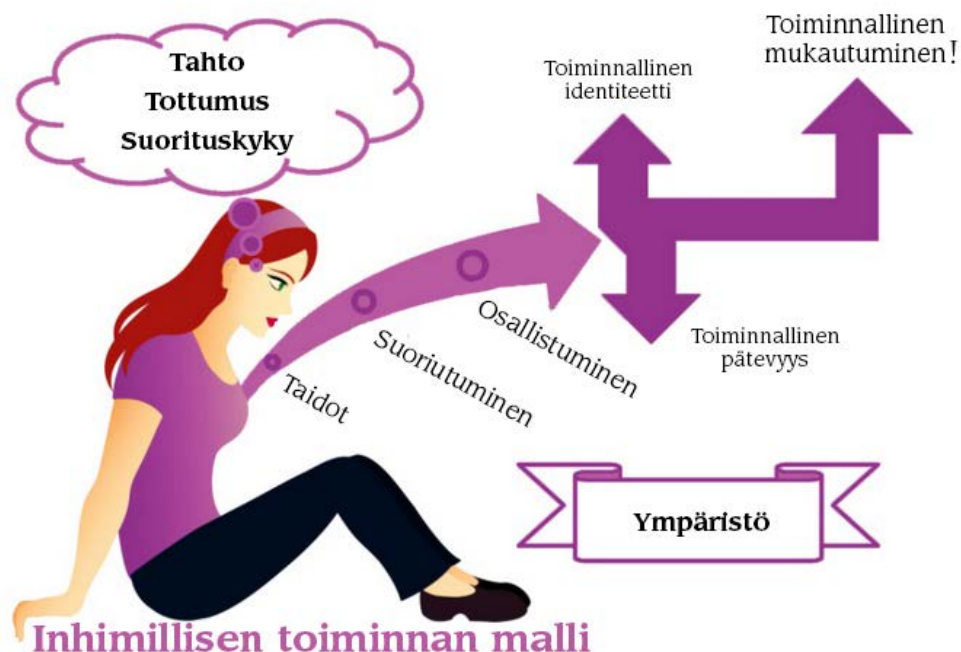 Tahto
Tottumus
Suorituskyky
Toiminnallinen
identiteetti
Toiminnallinen
mukautuminen!
Taidot
Suoriutuminen
Osallistuminen
Toiminnallinen
pätevyys
Ympäristö
Inhimillisen toiminnan malli